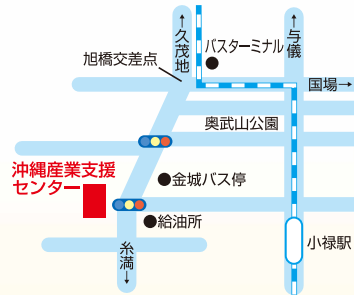 ↑久茂地
↑与儀
バスターミナル
旭橋交差点
国場→
奥武山公園
沖縄産業支援
センター
金城バス停
給油所
小禄駅
糸満↓